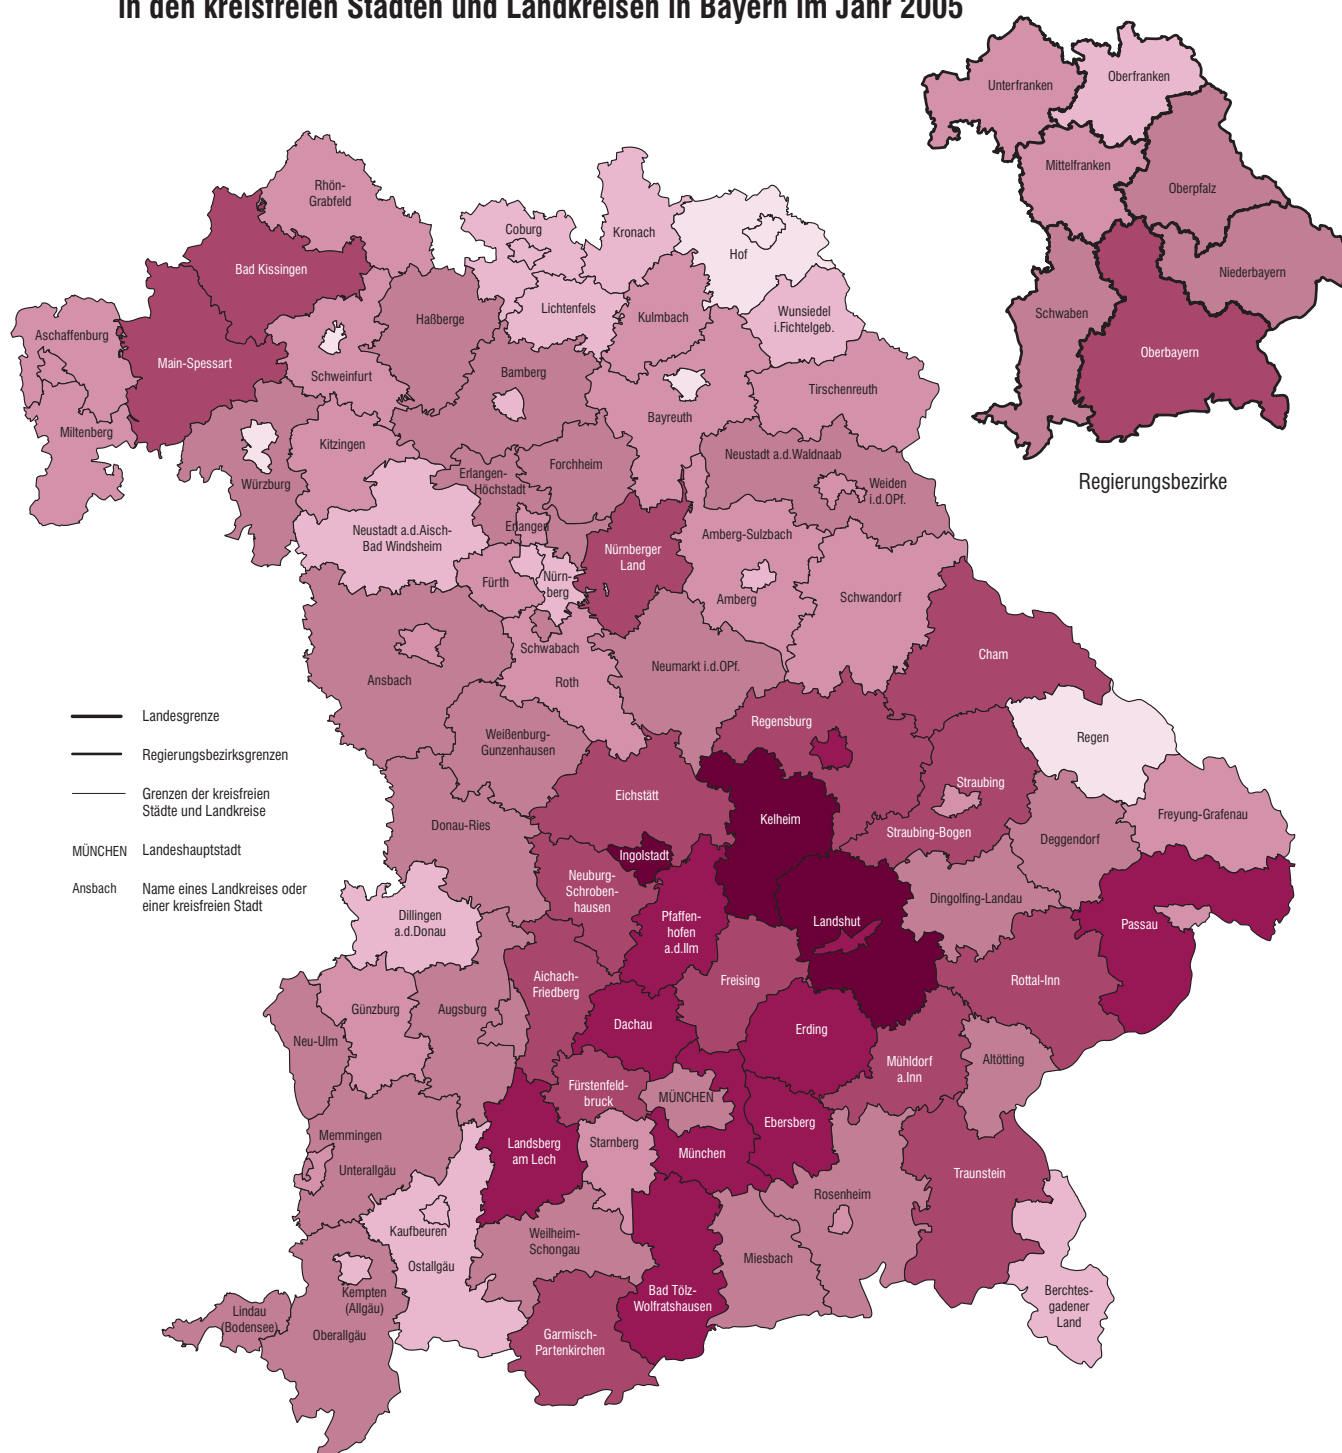 in den kreisfreien Städten und Landkreisen in Bayern im Jahr 2005
Unterfranken
Oberfranken
Mittelfranken
Oberpfalz
Niederbayern
Schwaben
Oberbayern
Regierungsbezirke
Rhön-
Grabfeld
Coburg
Kronach
Hof
Bad Kissingen
Lichtenfels
Kulmbach
Wunsiedel
i.Fichtelgeb.
Aschaffenburg
Haßberge
Main-Spessart
Schweinfurt
Bamberg
Tirschenreuth
Bayreuth
Miltenberg
Kitzingen
Würzburg
Forchheim
Neustadt a.d.Waldnaab
Erlangen-
Höchstadt
Weiden
i.d.OPf.
Neustadt a.d.Aisch-
Bad Windsheim
Erlangen
Amberg-Sulzbach
Nürnberger
Land
Fürth
Nürn-
berg
Amberg
Schwandorf
Schwabach
Roth
Ansbach
Neumarkt i.d.OPf.
Cham
Landesgrenze
Regierungsbezirksgrenzen
Grenzen der kreisfreien
Städte und Landkreise
MÜNCHEN
Landeshauptstadt
Ansbach
Name eines Landkreises oder
einer kreisfreien Stadt
Weißenburg-
Gunzenhausen
Regensburg
Regen
Eichstätt
Straubing
Donau-Ries
Kelheim
Straubing-Bogen
Freyung-Grafenau
Deggendorf
Ingolstadt
Neuburg-
Schroben-
hausen
Dingolfing-Landau
Dillingen
a.d.Donau
Pfaffen-
hofen
a.d.Ilm
Landshut
Passau
Aichach-
Friedberg
Freising
Rottal-Inn
Günzburg
Augsburg
Neu-Ulm
Dachau
Erding
Mühldorf
a.Inn
Altötting
Fürstenfeld-
bruck
MÜNCHEN
Ebersberg
Memmingen
Unterallgäu
Landsberg
am Lech
Starnberg
München
Traunstein
Rosenheim
Kaufbeuren
Weilheim-
Schongau
Ostallgäu
Miesbach
Kempten
(Allgäu)
Bad Tölz-
Wolfratshausen
Berchtes-
gadener
Land
Lindau
(Bodensee)
Oberallgäu
Garmisch-
Partenkirchen